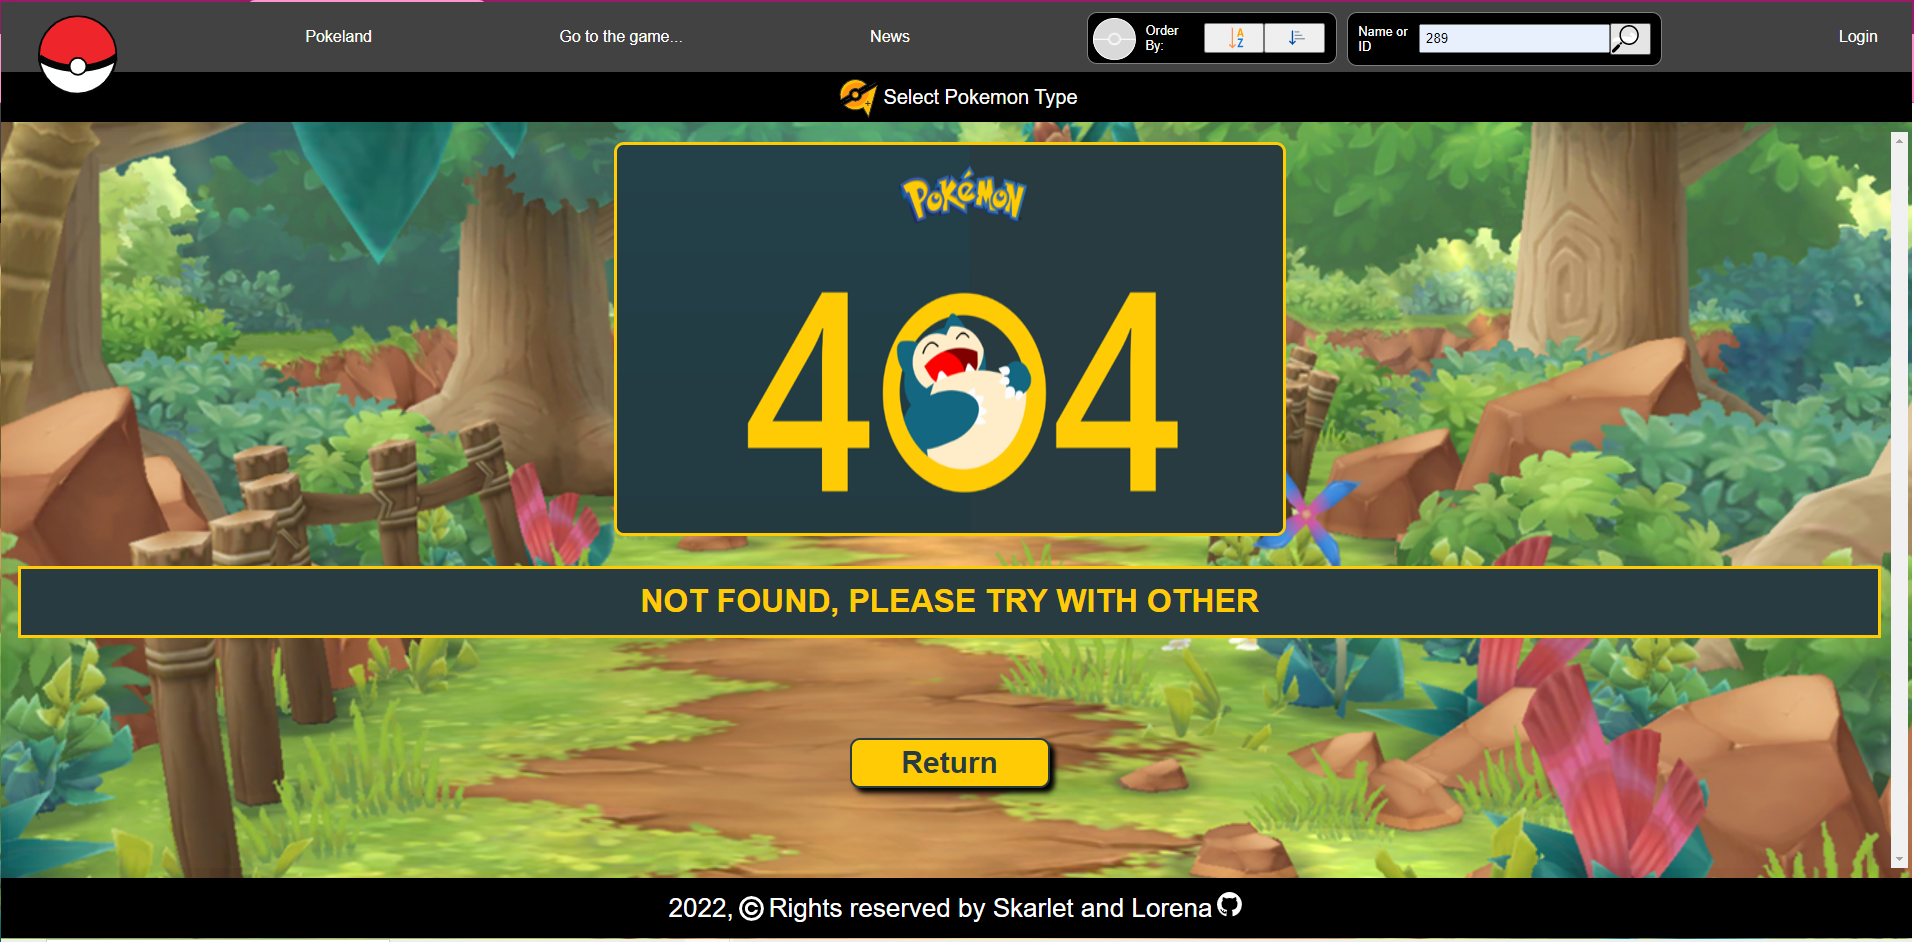 Pokeland
Go to the game...
News
Order
By:
A
Z
Name or
ID
289
Login
Select Pokemon Type
POKéMON
404
NOT FOUND, PLEASE TRY WITH OTHER
Return
2022, © Rights reserved by Skarlet and Lorena